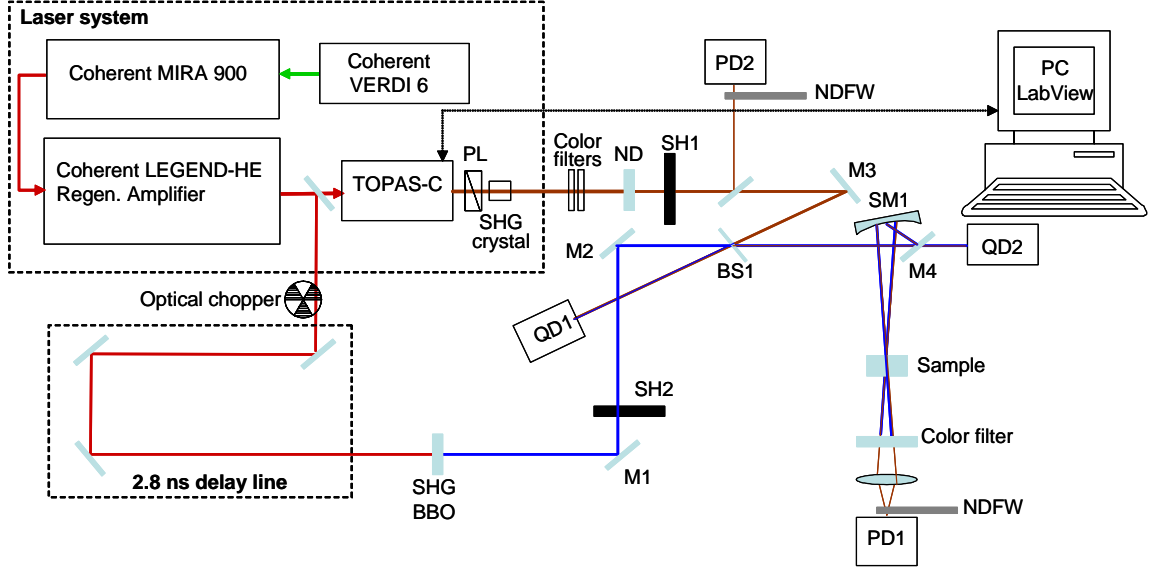 Laser system
Coherent MIRA 900
Coherent
VERDI 6
PD2
NDFW
PC
LabView
Coherent LEGEND-HE
Regen. Amplifier
TOPAS-C
PL
SHG
crystal
Color
filters
ND
SH1
M3
SM1
M2
BS1
M4
QD2
Optical chopper
QD1
Sample
SH2
Color filter
M1
2.8 ns delay line
SHG
BBO
NDFW
PD1